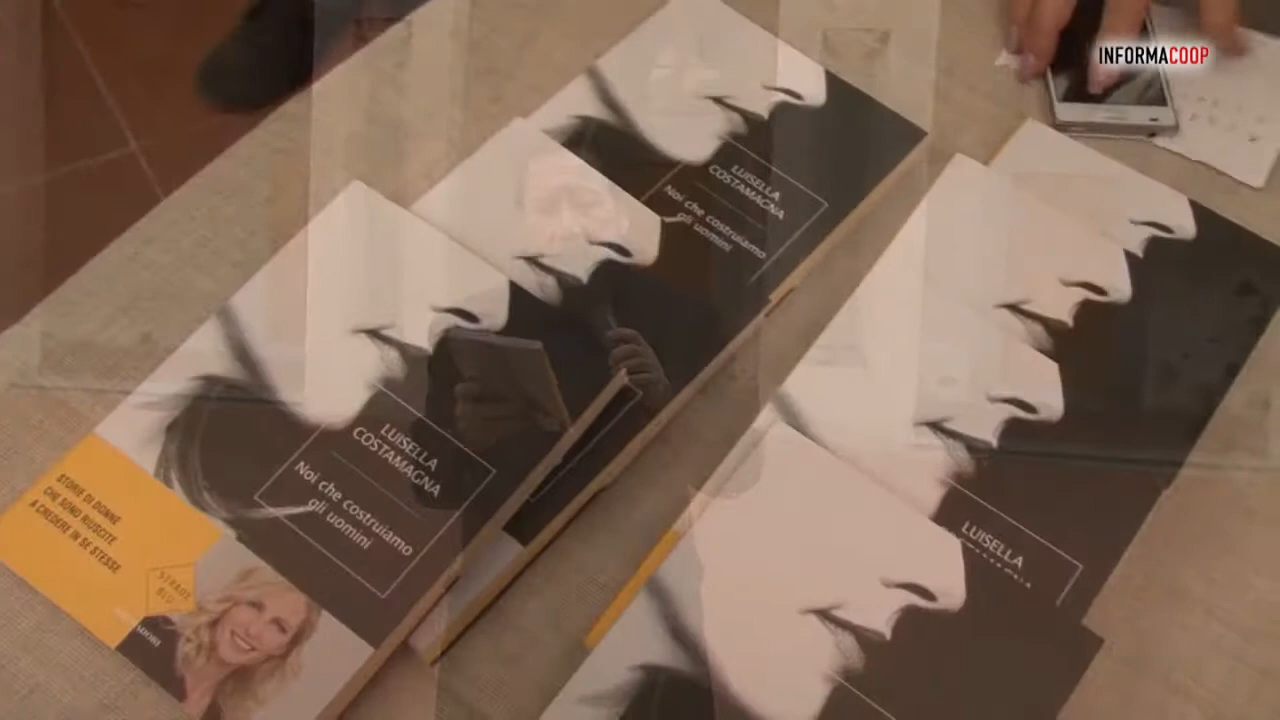 INFORMACOOP
LUISELLA
COSTAMAGNA
Noi che costruiamo
gli uomini
LUISELLA
COSTAMAGNA
Noi che costruiamo
gli uomini
STORIE DI DONNE
CHE SONO RIUSCITE
A CREDERE IN SE STESSE
STRADE
BLU
LUISELLA